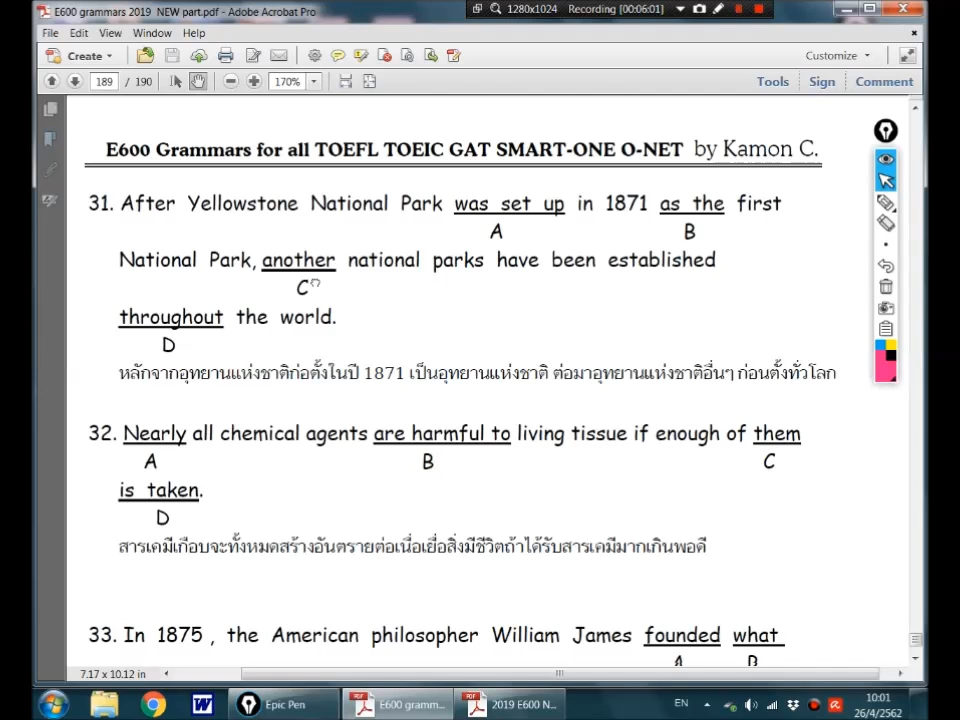 E600 grammars 2019 NEW part.pdf - Adobe Acrobat Pro
1280x1024 Recording [00:06:01]
File Edit View Window Help
Create Customize
189 / 190 170% Tools Sign Comment
E600 Grammars for all TOEFL TOEIC GAT SMART-ONE O-NET by Kamon C.
31. After Yellowstone National Park was set up in 1871 as the first
A B
National Park, another national parks have been established
C
throughout the world.
D
หลักจากอุทยานแห่งชาติก่อตั้งในปี 1871 เป็นอุทยานแห่งชาติ ต่อมาอุทยานแห่งชาติอื่นๆ ก่อนตั้งทั่วโลก
32. Nearly all chemical agents are harmful to living tissue if enough of them
A B C
is taken.
D
สารเคมีเกือบจะทั้งหมดสร้างอันตรายต่อเนื่อเยื่อสิ่งมีชีวิตถ้าได้รับสารเคมีมากเกินพอดี
33. In 1875 , the American philosopher William James founded what
A B
7.17 x 10.12 in
Epic Pen E600 gramm... 2019 E600 N... EN 10:01
26/4/2562